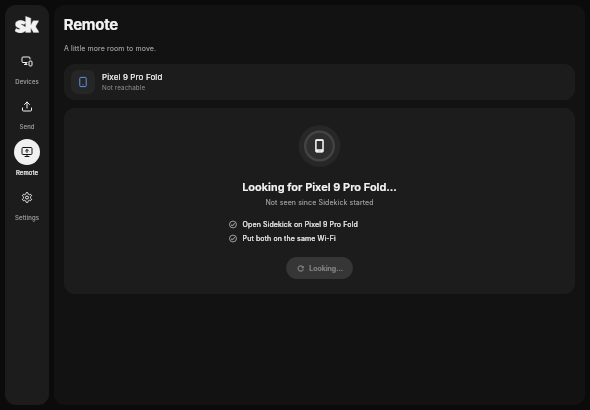 sk
Remote
A little more room to move.
Devices
Send
Remote
Settings
Pixel 9 Pro Fold
Not reachable
Looking for Pixel 9 Pro Fold...
Not seen since Sidekick started
Open Sidekick on Pixel 9 Pro Fold
Put both on the same Wi-Fi
Looking...